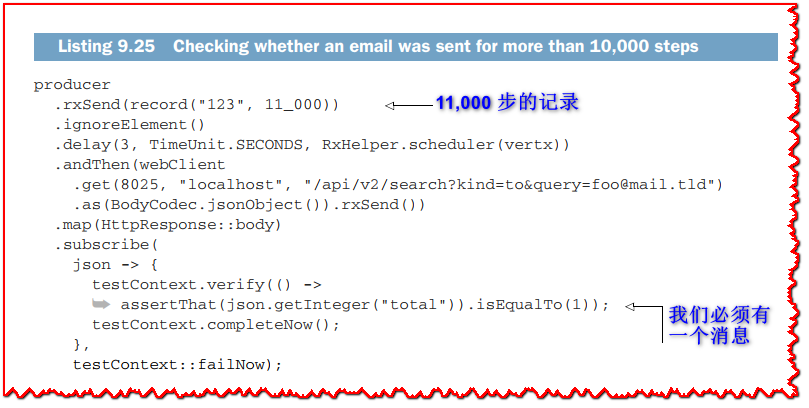 Listing 9.25 Checking whether an email was sent for more than 10,000 steps
producer
.rxSend(record("123", 11_000))
11,000 步的记录
.ignoreElement()
.delay(3, TimeUnit.SECONDS, RxHelper.scheduler(vertx))
.andThen(webClient
.get(8025, "localhost", "/api/v2/search?kind=to&query=foo@mail.tld")
.as(BodyCodec.jsonObject()).rxSend())
.map(HttpResponse::body)
.subscribe(
json -> {
testContext.verify(() ->
assertThat(json.getInteger("total")).isEqualTo(1));
我们必须有
一个消息
testContext.completeNow();
},
testContext::failNow);